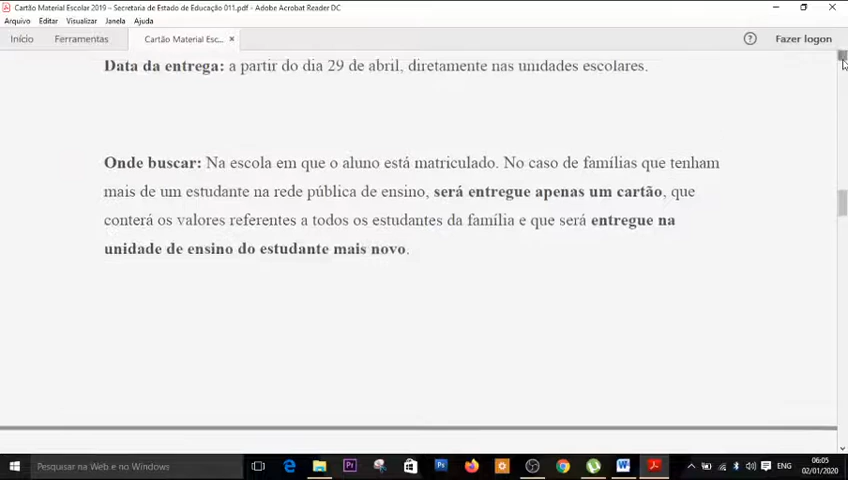 Cartão Material Escolar 2019 – Secretaria de Estado de Educação 011.pdf - Adobe Acrobat Reader DC
Arquivo Editar Visualizar Janela Ajuda
Início Ferramentas Cartão Material Esc... × ? Fazer logon
Data da entrega: a partir do dia 29 de abril, diretamente nas unidades escolares.
Onde buscar: Na escola em que o aluno está matriculado. No caso de famílias que tenham
mais de um estudante na rede pública de ensino, será entregue apenas um cartão, que
conterá os valores referentes a todos os estudantes da família e que será entregue na
unidade de ensino do estudante mais novo.
Pesquisar na Web e no Windows
ENG
06:05
02/01/2020